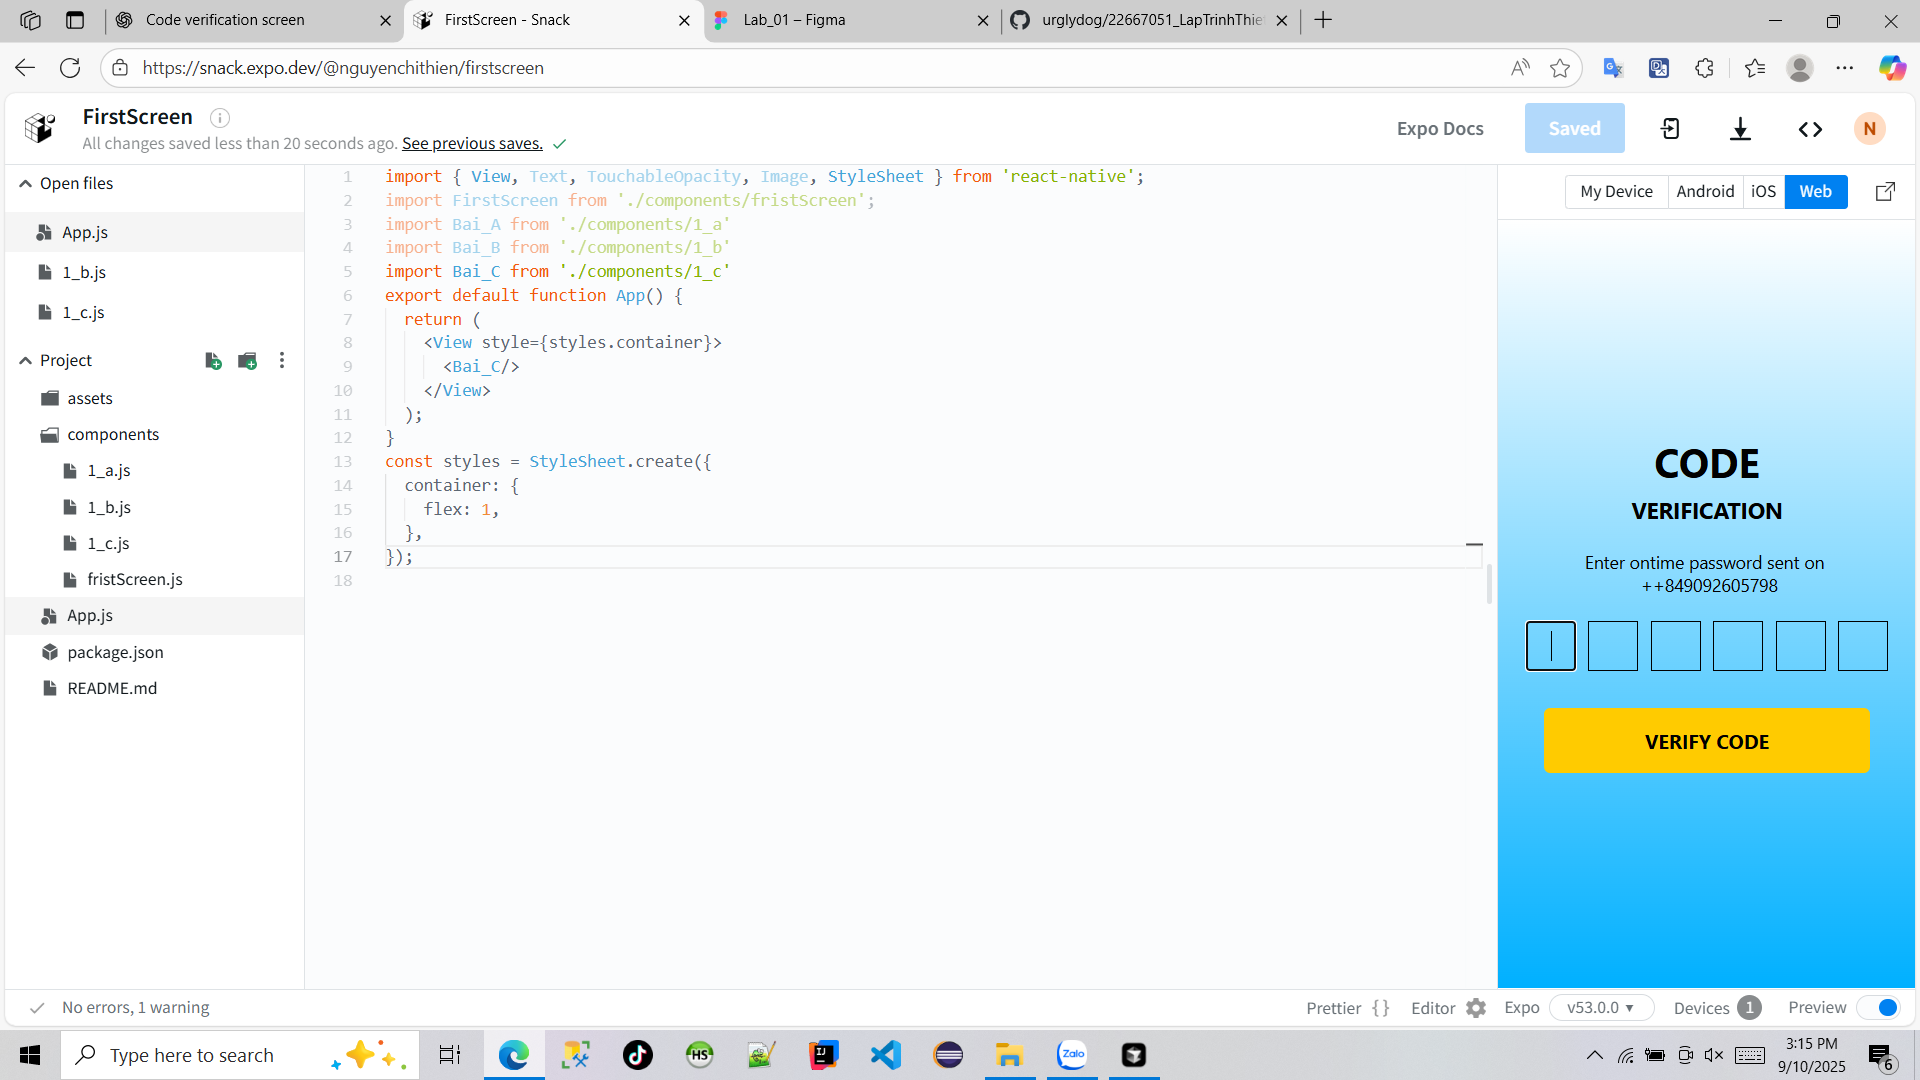 Code verification screen
FirstScreen - Snack
Lab_01 – Figma
urglydog/22667051_LapTrinhThie
https://snack.expo.dev/@nguyenchithien/firstscreen
FirstScreen
All changes saved less than 20 seconds ago. See previous saves.
Expo Docs
Saved
N
Open files
App.js
1_b.js
1_c.js
Project
assets
components
1_a.js
1_b.js
1_c.js
fristScreen.js
App.js
package.json
README.md
1 import { View, Text, TouchableOpacity, Image, StyleSheet } from 'react-native';
2 import FirstScreen from './components/fristScreen';
3 import Bai_A from './components/1_a'
4 import Bai_B from './components/1_b'
5 import Bai_C from './components/1_c'
6 export default function App() {
7 return (
8 <View style={styles.container}>
9 <Bai_C/>
10 </View>
11 );
12 }
13 const styles = StyleSheet.create({
14 container: {
15 flex: 1,
16 },
17 });
18
My Device
Android
iOS
Web
CODE
VERIFICATION
Enter ontime password sent on
++849092605798
VERIFY CODE
No errors, 1 warning
Prettier { }
Editor
Expo
v53.0.0
Devices 1
Preview
Type here to search
HS
IJ
Zalo
3:15 PM
9/10/2025
6